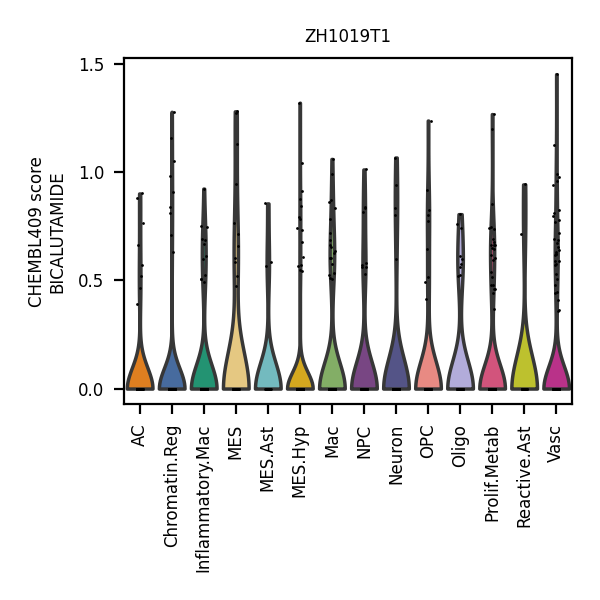 ZH1019T1
CHEMBL409 score
BICALUTAMIDE
1.5
1.0
0.5
0.0
AC
Chromatin.Reg
Inflammatory.Mac
MES
MES.Ast
MES.Hyp
Mac
NPC
Neuron
OPC
Oligo
Prolif.Metab
Reactive.Ast
Vasc